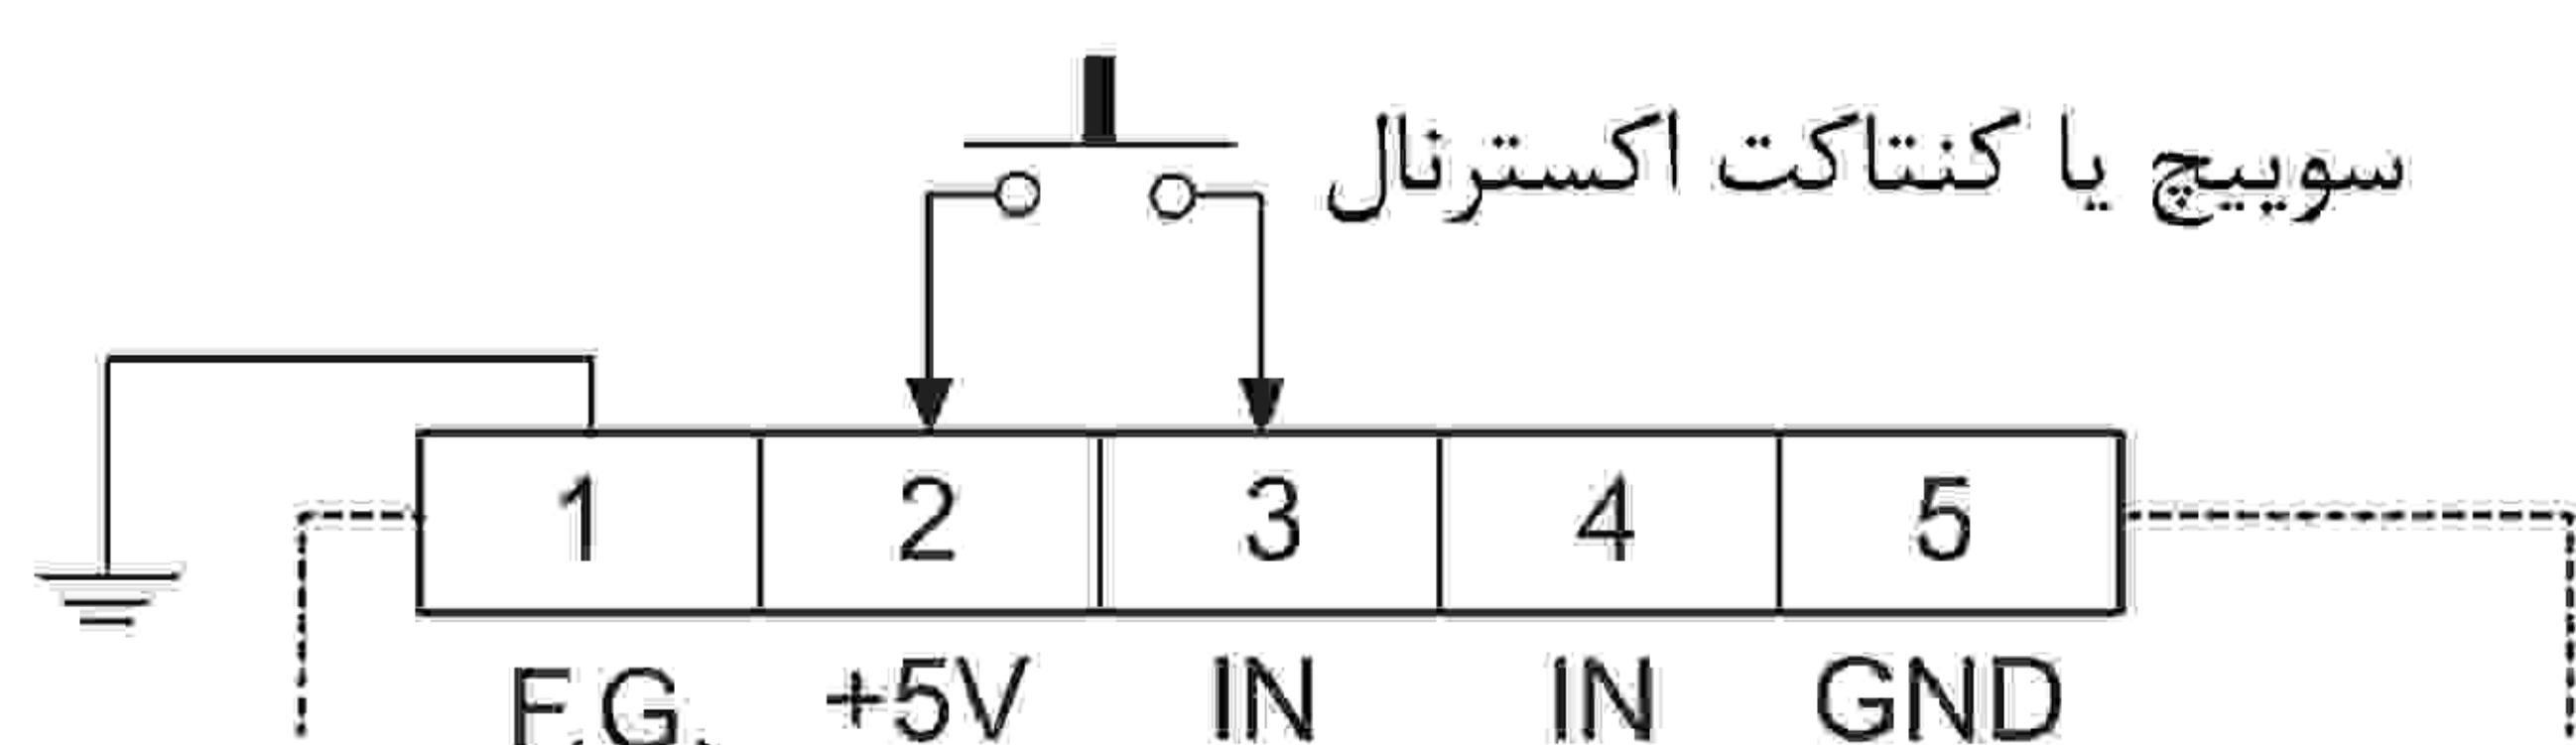 سوییچ یا کنتاکت اکسترنال
1 2 3 4 5
F.G. +5V IN IN GND